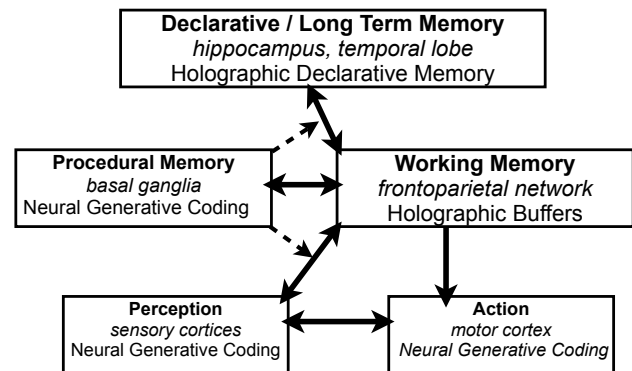 Declarative / Long Term Memory
hippocampus, temporal lobe
Holographic Declarative Memory
Procedural Memory
basal ganglia
Neural Generative Coding
Working Memory
frontoparietal network
Holographic Buffers
Perception
sensory cortices
Neural Generative Coding
Action
motor cortex
Neural Generative Coding